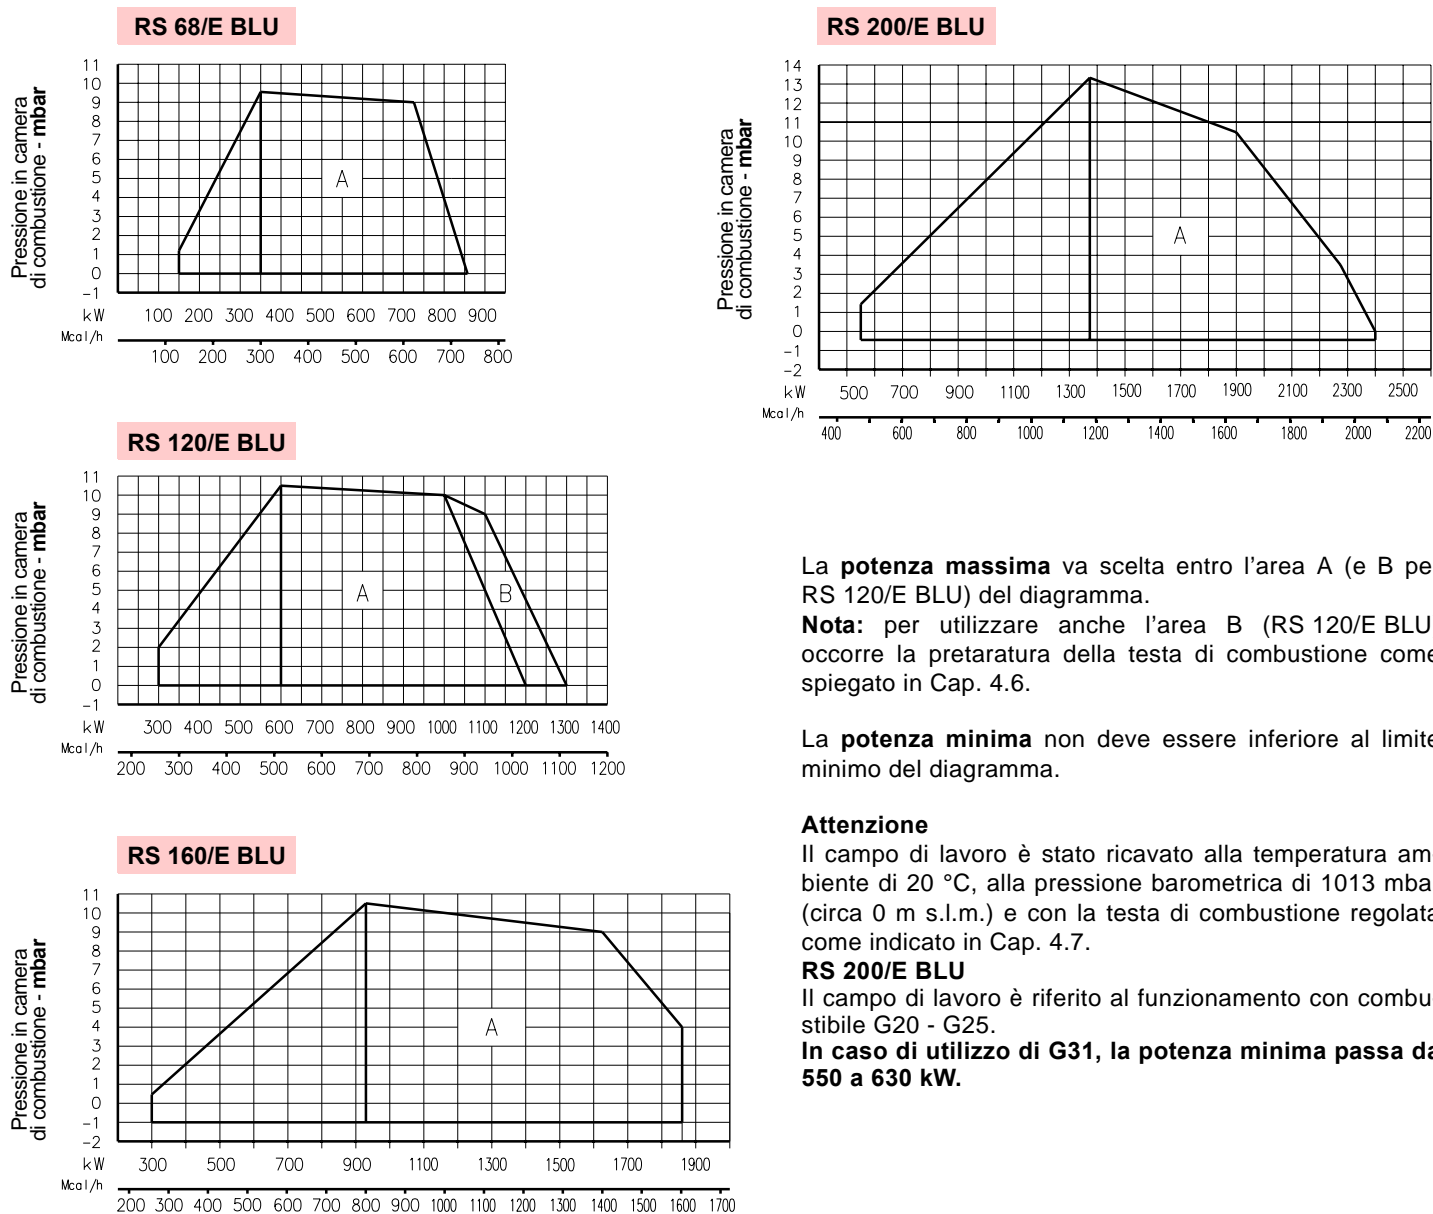 RS 68/E BLU
Pressione in camera
di combustione - mbar
11
10
9
8
7
6
5
4
3
2
1
0
−1
A
kW 100 200 300 400 500 600 700 800 900
Mcal/h 100 200 300 400 500 600 700 800
RS 120/E BLU
Pressione in camera
di combustione - mbar
11
10
9
8
7
6
5
4
3
2
1
0
−1
A B
kW 300 400 500 600 700 800 900 1000 1100 1200 1300 1400
Mcal/h 200 300 400 500 600 700 800 900 1000 1100 1200
RS 160/E BLU
Pressione in camera
di combustione - mbar
11
10
9
8
7
6
5
4
3
2
1
0
−1
−2
A
kW 300 500 700 900 1100 1300 1500 1700 1900
Mcal/h 200 300 400 500 600 700 800 900 1000 1100 1200 1300 1400 1500 1600 1700
RS 200/E BLU
Pressione in camera
di combustione - mbar
14
13
12
11
10
9
8
7
6
5
4
3
2
1
0
−1
−2
A
kW 500 700 900 1100 1300 1500 1700 1900 2100 2300 2500
Mcal/h 400 600 800 1000 1200 1400 1600 1800 2000 2200
La potenza massima va scelta entro l'area A (e B pe
RS 120/E BLU) del diagramma.
Nota: per utilizzare anche l'area B (RS 120/E BLU
occorre la pretaratura della testa di combustione come
spiegato in Cap. 4.6.
La potenza minima non deve essere inferiore al limite
minimo del diagramma.
Attenzione
Il campo di lavoro è stato ricavato alla temperatura am-
biente di 20 °C, alla pressione barometrica di 1013 mba
(circa 0 m s.l.m.) e con la testa di combustione regolata
come indicato in Cap. 4.7.
RS 200/E BLU
Il campo di lavoro è riferito al funzionamento con combu-
stibile G20 - G25.
In caso di utilizzo di G31, la potenza minima passa da
550 a 630 kW.